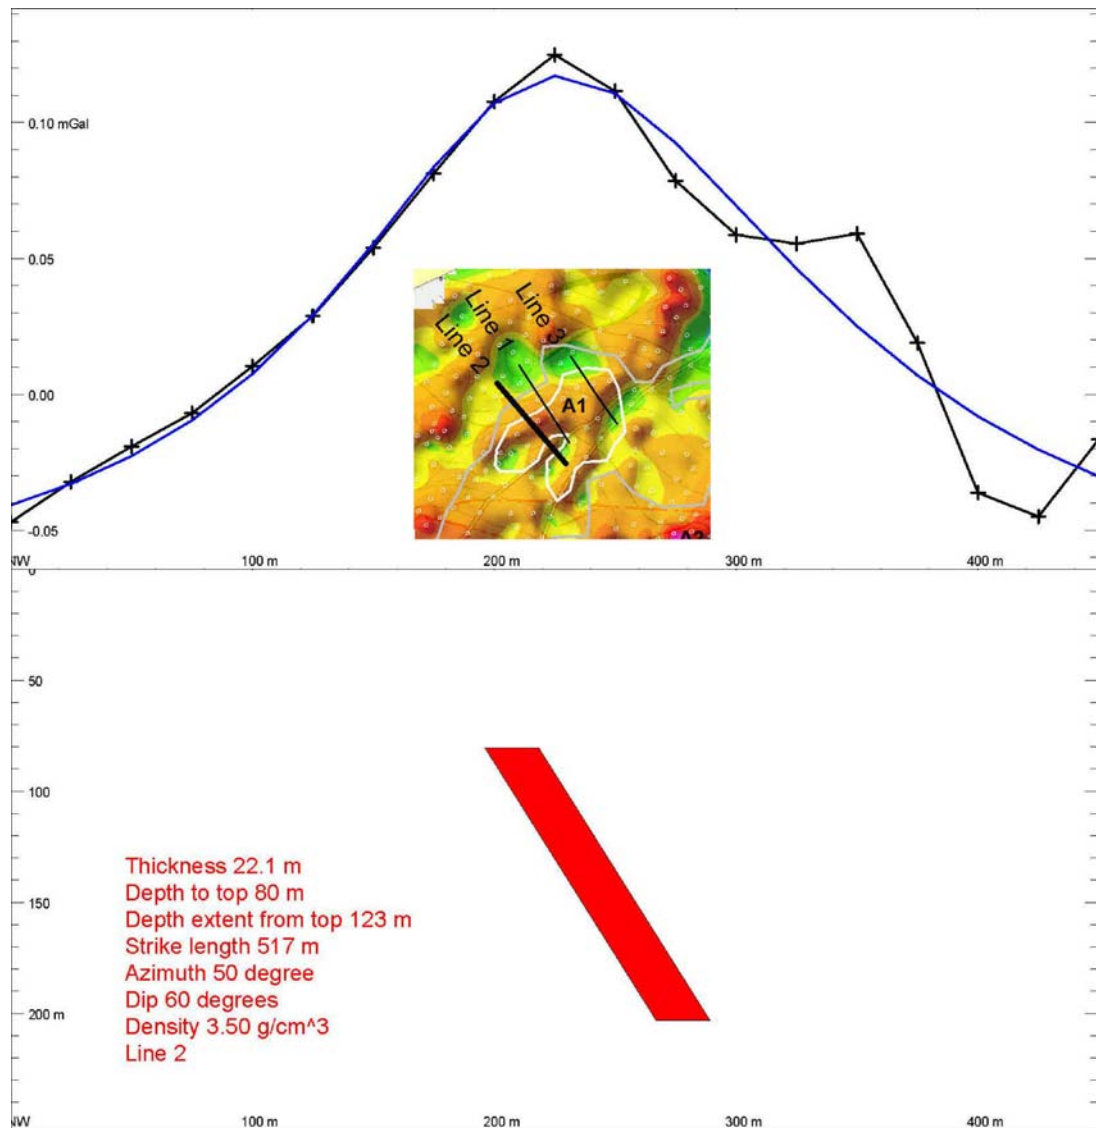 0.10 mGal
0.05
0.00
-0.05
Line 3
Line 1
Line 2
A1
A2
NW 100 m 200 m 300 m 400 m
0
50
100
150
200 m
Thickness 22.1 m
Depth to top 80 m
Depth extent from top 123 m
Strike length 517 m
Azimuth 50 degree
Dip 60 degrees
Density 3.50 g/cm^3
Line 2
NW 100 m 200 m 300 m 400 m